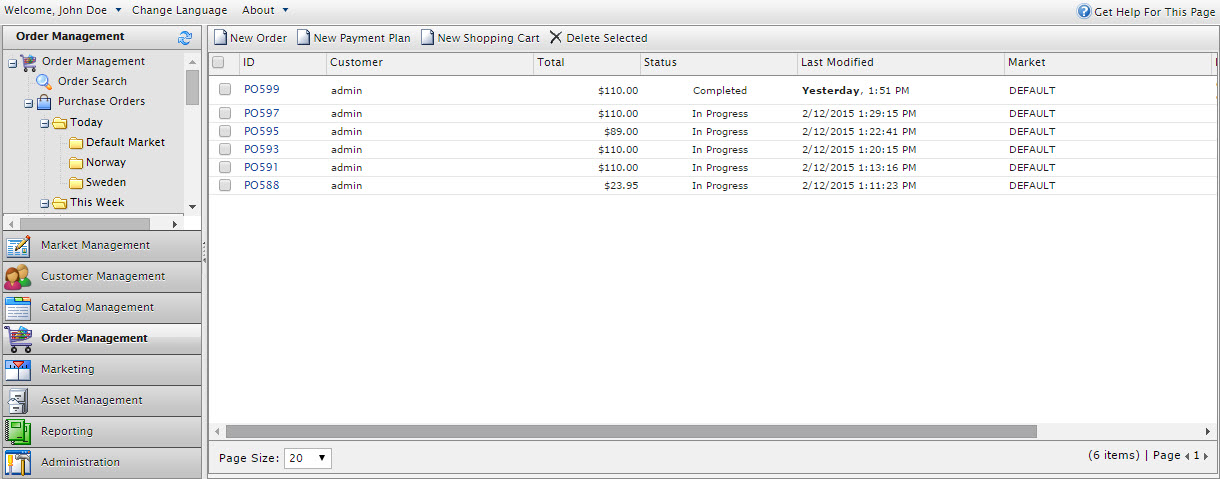 Welcome, John Doe Change Language About Get Help For This Page
Order Management
Order Management
Order Search
Purchase Orders
Today
Default Market
Norway
Sweden
This Week
Market Management
Customer Management
Catalog Management
Order Management
Marketing
Asset Management
Reporting
Administration
New Order New Payment Plan New Shopping Cart Delete Selected
ID Customer Total Status Last Modified Market
PO599 admin $110.00 Completed Yesterday, 1:51 PM DEFAULT
PO597 admin $110.00 In Progress 2/12/2015 1:29:15 PM DEFAULT
PO595 admin $89.00 In Progress 2/12/2015 1:22:41 PM DEFAULT
PO593 admin $110.00 In Progress 2/12/2015 1:20:15 PM DEFAULT
PO591 admin $110.00 In Progress 2/12/2015 1:13:16 PM DEFAULT
PO588 admin $23.95 In Progress 2/12/2015 1:11:23 PM DEFAULT
Page Size: 20 (6 items) | Page 1